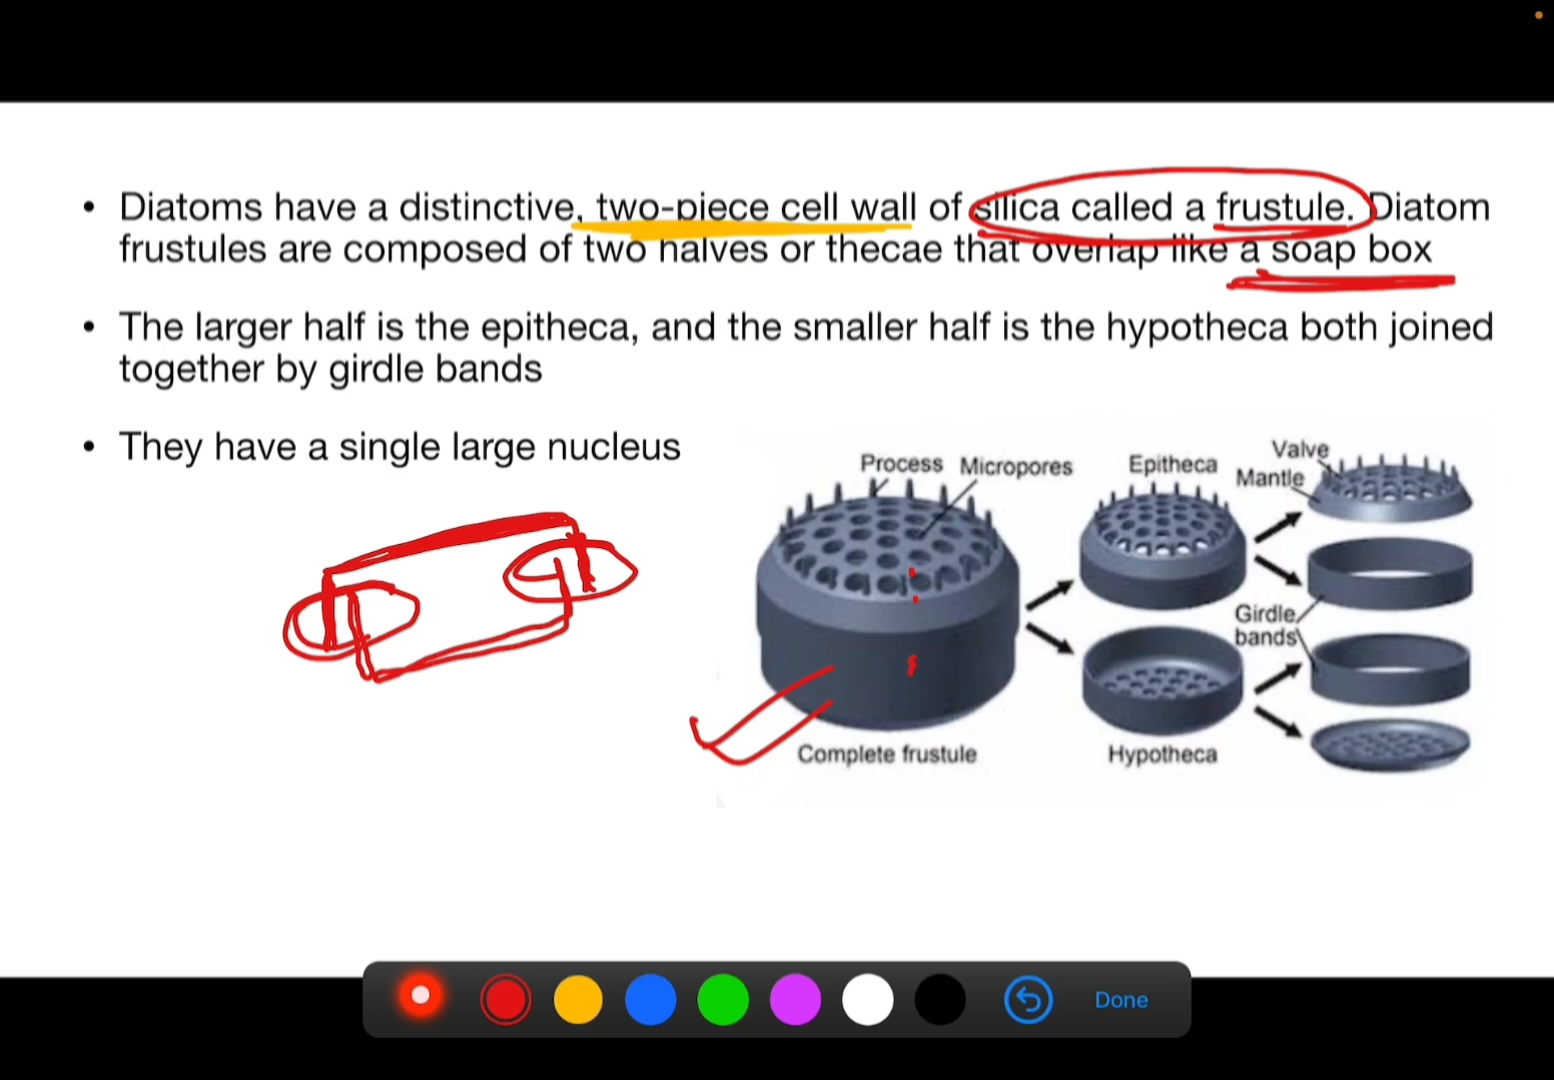 • Diatoms have a distinctive, two-piece cell wall of silica called a frustule. Diatom
frustules are composed of two halves or thecae that overlap like a soap box
• The larger half is the epitheca, and the smaller half is the hypotheca both joined
together by girdle bands
• They have a single large nucleus
Process Micropores
Epitheca
Valve
Mantle
Girdle
bands
Complete frustule
Hypotheca
Done